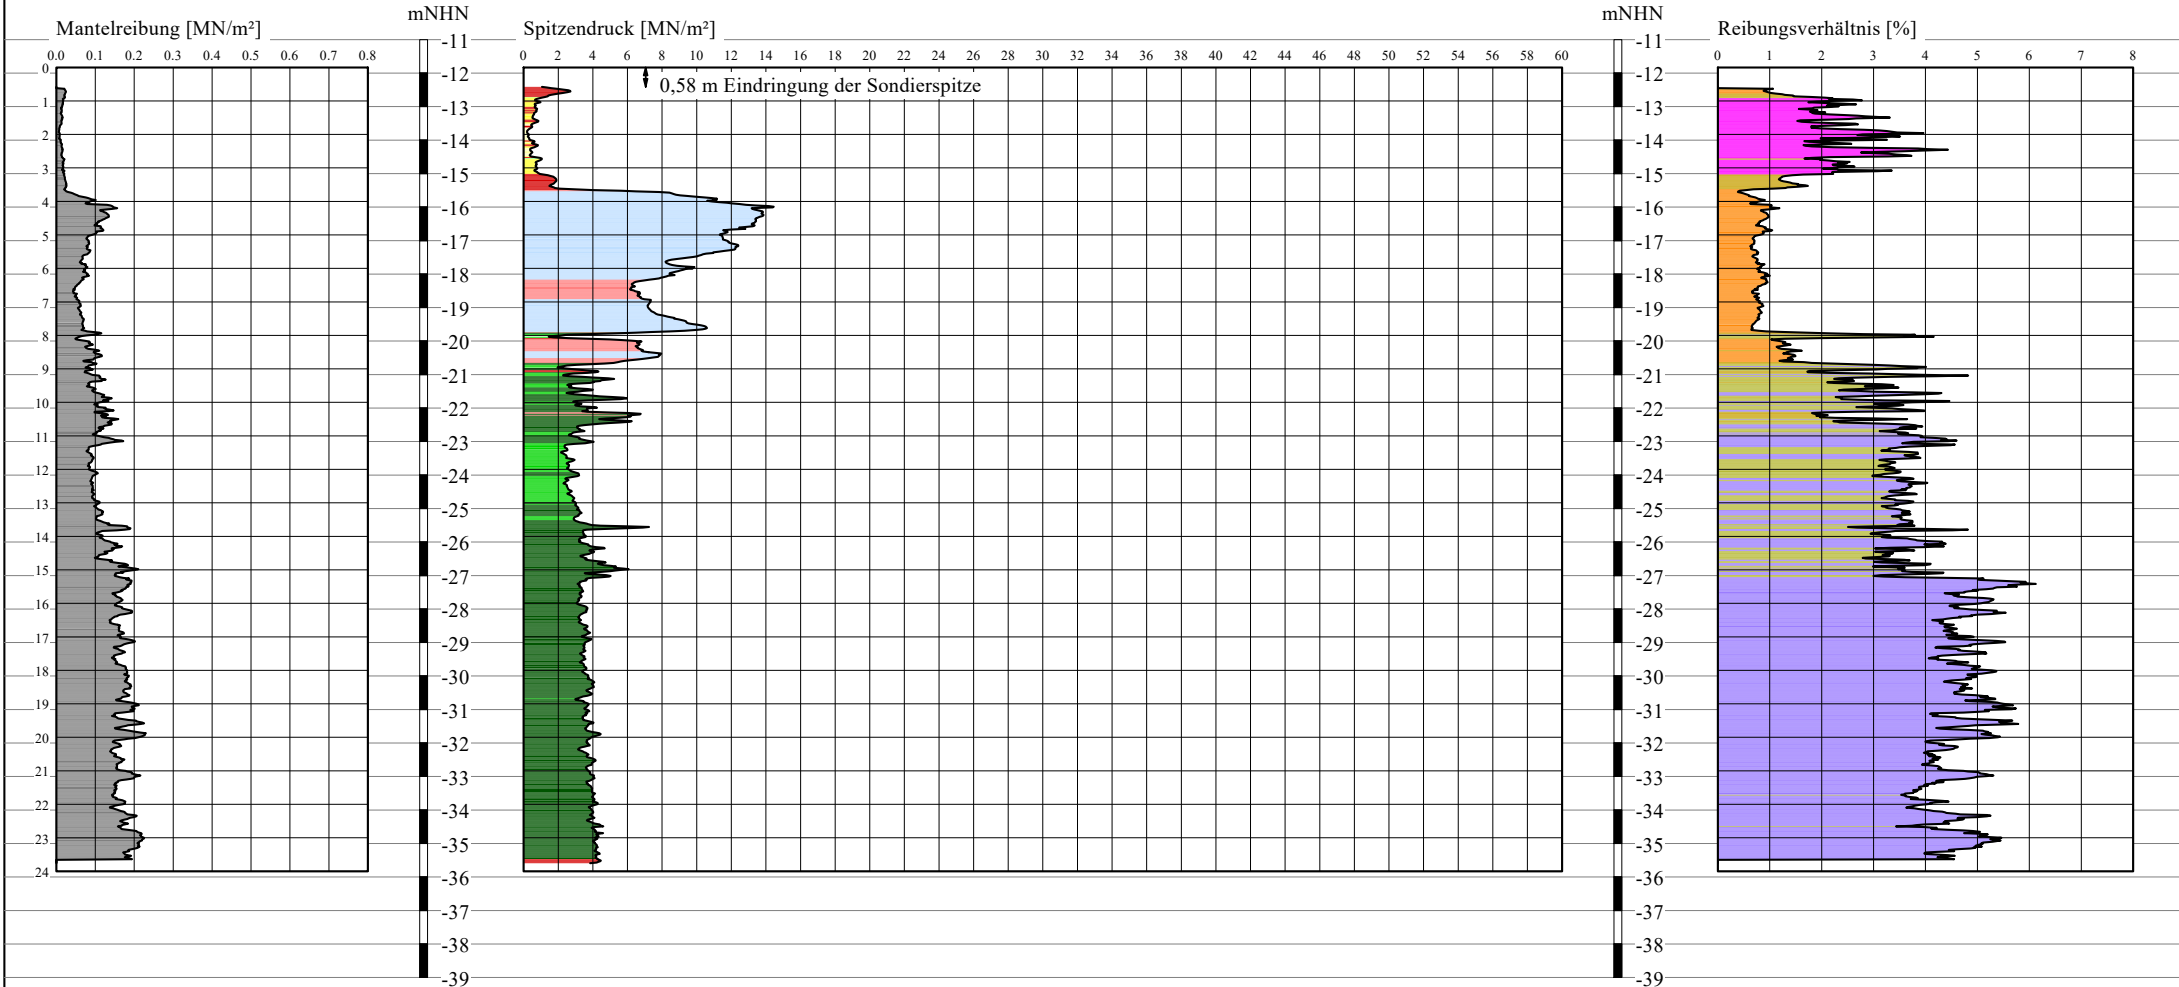 mNHN mNHN
Mantelreibung [MN/m²] Spitzendruck [MN/m²] Reibungsverhältnis [%]
-11 -11
0.0 0.1 0.2 0.3 0.4 0.5 0.6 0.7 0.8 0 2 4 6 8 10 12 14 16 18 20 22 24 26 28 30 32 34 36 38 40 42 44 46 48 50 52 54 56 58 60 0 1 2 3 4 5 6 7 8
0 -12 -12
0,58 m Eindringung der Sondierspitze
1 -13 -13
2 -14 -14
3 -15 -15
4 -16 -16
5 -17 -17
6 -18 -18
7 -19 -19
8 -20 -20
9 -21 -21
10 -22 -22
11 -23 -23
12 -24 -24
13 -25 -25
14 -26 -26
15 -27 -27
16 -28 -28
17 -29 -29
18 -30 -30
19 -31 -31
20 -32 -32
21 -33 -33
22 -34 -34
23 -35 -35
24 -36 -36
-37 -37
-38 -38
-39 -39